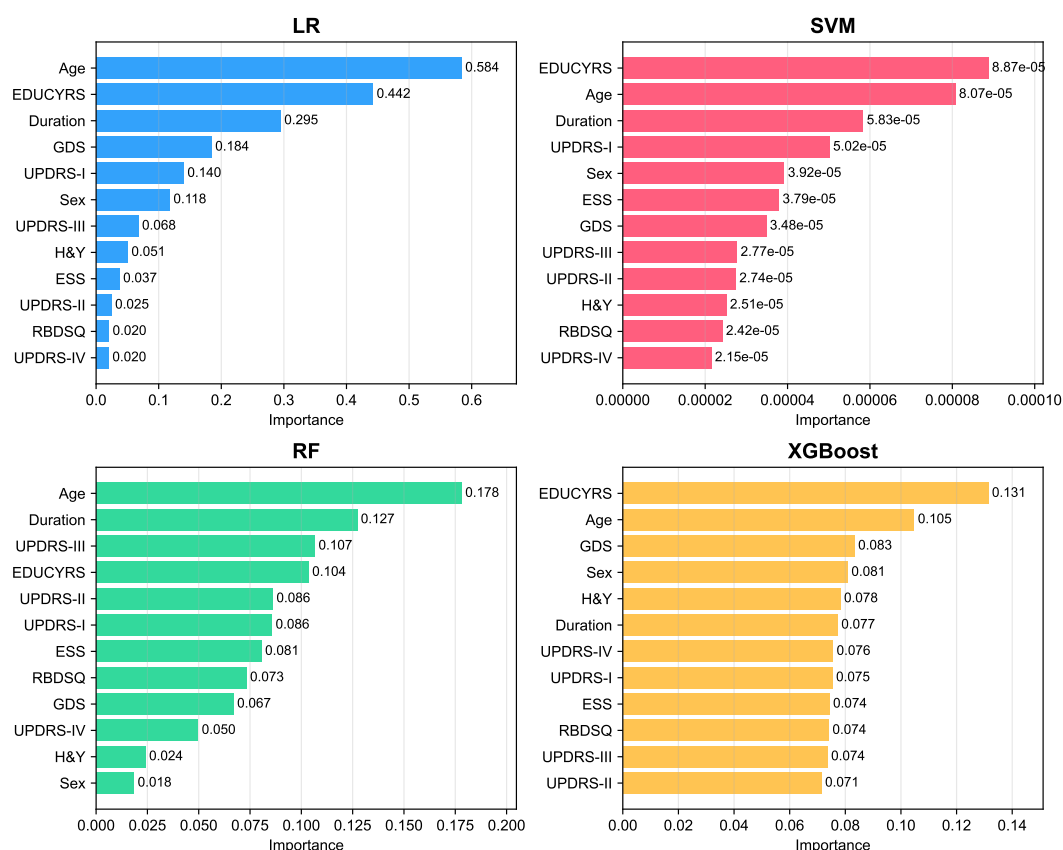 LR
Age 0.584
EDUCYRS 0.442
Duration 0.295
GDS 0.184
UPDRS-I 0.140
Sex 0.118
UPDRS-III 0.068
H&Y 0.051
ESS 0.037
UPDRS-II 0.025
RBDSQ 0.020
UPDRS-IV 0.020
0.0 0.1 0.2 0.3 0.4 0.5 0.6
Importance
SVM
EDUCYRS 8.87e-05
Age 8.07e-05
Duration 5.83e-05
UPDRS-I 5.02e-05
Sex 3.92e-05
ESS 3.79e-05
GDS 3.48e-05
UPDRS-III 2.77e-05
UPDRS-II 2.74e-05
H&Y 2.51e-05
RBDSQ 2.42e-05
UPDRS-IV 2.15e-05
0.00000 0.00002 0.00004 0.00006 0.00008 0.00010
Importance
RF
Age 0.178
Duration 0.127
UPDRS-III 0.107
EDUCYRS 0.104
UPDRS-II 0.086
UPDRS-I 0.086
ESS 0.081
RBDSQ 0.073
GDS 0.067
UPDRS-IV 0.050
H&Y 0.024
Sex 0.018
0.000 0.025 0.050 0.075 0.100 0.125 0.150 0.175 0.200
Importance
XGBoost
EDUCYRS 0.131
Age 0.105
GDS 0.083
Sex 0.081
H&Y 0.078
Duration 0.077
UPDRS-IV 0.076
UPDRS-I 0.075
ESS 0.074
RBDSQ 0.074
UPDRS-III 0.074
UPDRS-II 0.071
0.00 0.02 0.04 0.06 0.08 0.10 0.12 0.14
Importance